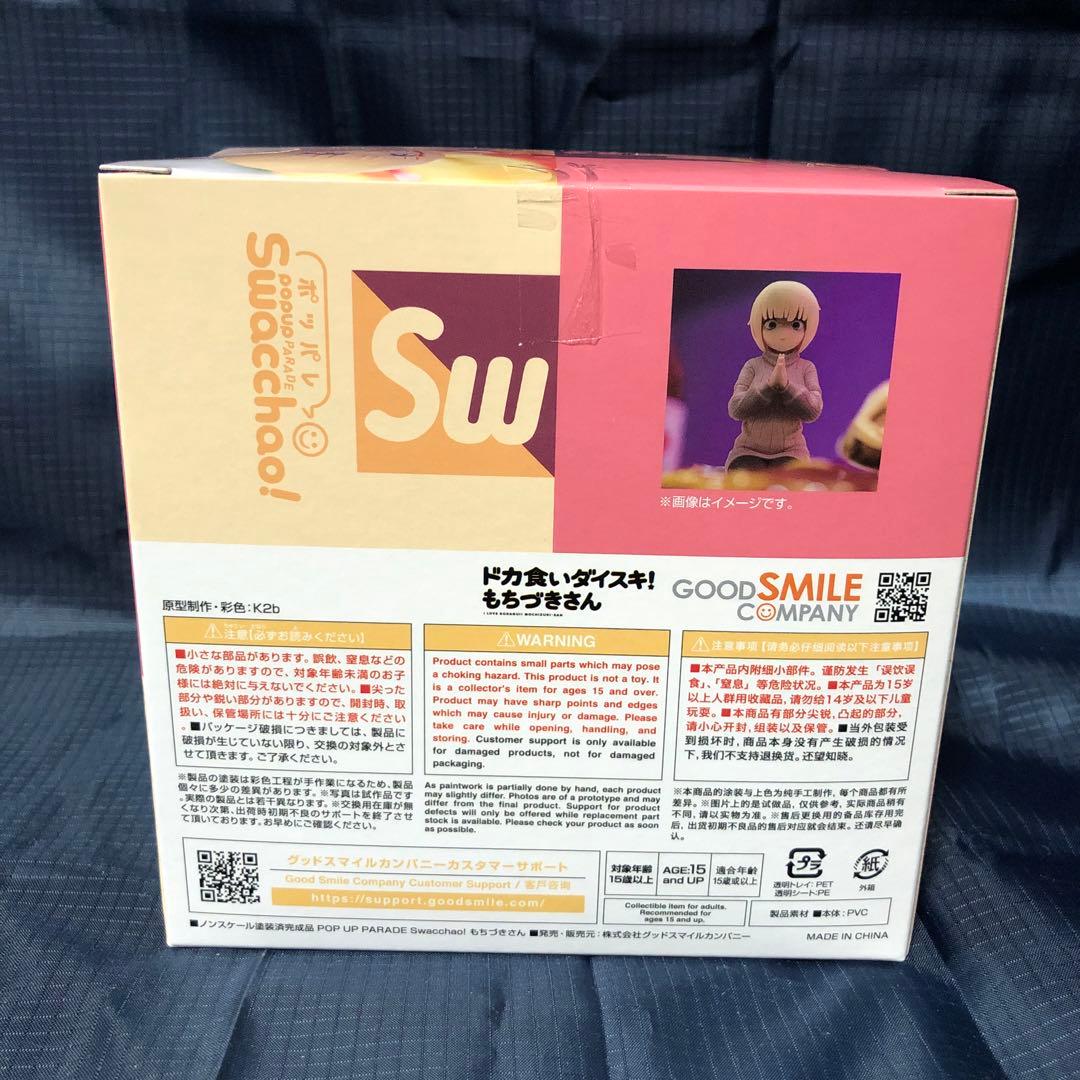 ポッパレ
POPUP PARADE
Swacchao!
Sw
※画像はイメージです。
原型制作・彩色：K2b
ドカ食いダイスキ!
もちづきさん
I LOVE DOKAGUI MOCHIZUKI-SAN
GOOD SMILE
COMPANY
⚠注意【必ずお読みください】
■小さな部品があります。誤飲、窒息などの
危険がありますので、対象年齢未満のお子
様には絶対に与えないでください。■尖った
部分や鋭い部分がありますので、開封時、取
扱い、保管場所には十分にご注意ください
。■パッケージ破損につきましては、製品に
破損が生じていない限り、交換の対象外とさ
せて頂きます。ご了承ください。
※製品の塗装は彩色工程が手作業になるため、製品
個々に多少の差異があります。※写真は試作品です
。実際の製品とは若干異なります。※交換用在庫が無
くなり次第、出荷時初期不良のサポートを終了させ
て頂きます。お早めにご確認ください。
⚠WARNING
Product contains small parts which may pose
a choking hazard. This product is not a toy. It
is a collector's item for ages 15 and over.
Product may have sharp points and edges
which may cause injury or damage. Please
take care while opening, handling, and
storing. Customer support is only available
for damaged products, not for damaged
packaging.
As paintwork is partially done by hand, each product
may slightly differ. Photos are of a prototype and may
differ from the final product. Support for product
defects will only be offered while replacement part
stock is available. Please check your product as soon
as possible.
⚠注意事项【请务必仔细阅读以下注意事项】
■本产品内附细小部件。谨防发生「误饮误
食」、「窒息」等危险状况。■本产品为15岁
以上人群用收藏品，请勿给14岁及以下儿童
玩耍。■本商品有部分尖锐,凸起的部分，
请小心开封,组装以及保管。■当外包装受
到损坏时，商品本身没有产生破损的情况
下，我们不支持退换货。还望知晓。
※本商品的涂装与上色为纯手工制作，每个商品都有所
差异。※图片上的是试做品，仅供参考，实际商品稍有
不同，请以实物为准。※售后更换用的备品库存用完
后，出货初期不良品的售后对应就会结束。还请尽早确
认。
グッドスマイルカンパニーカスタマーサポート
Good Smile Company Customer Support / 客戶咨询
https://support.goodsmile.com/
対象年齢
15歳以上
AGE:15
and UP
適合年齢
15歳或以上
Collectible item for adults.
Recommended for
ages 15 and up.
プラ
透明トレイ：PET
透明シート：PE
紙
外箱
製品素材 ■本体：PVC
■ノンスケール塗装済完成品 POP UP PARADE Swacchao! もちづきさん ■発売・販売元：株式会社グッドスマイルカンパニー
MADE IN CHINA